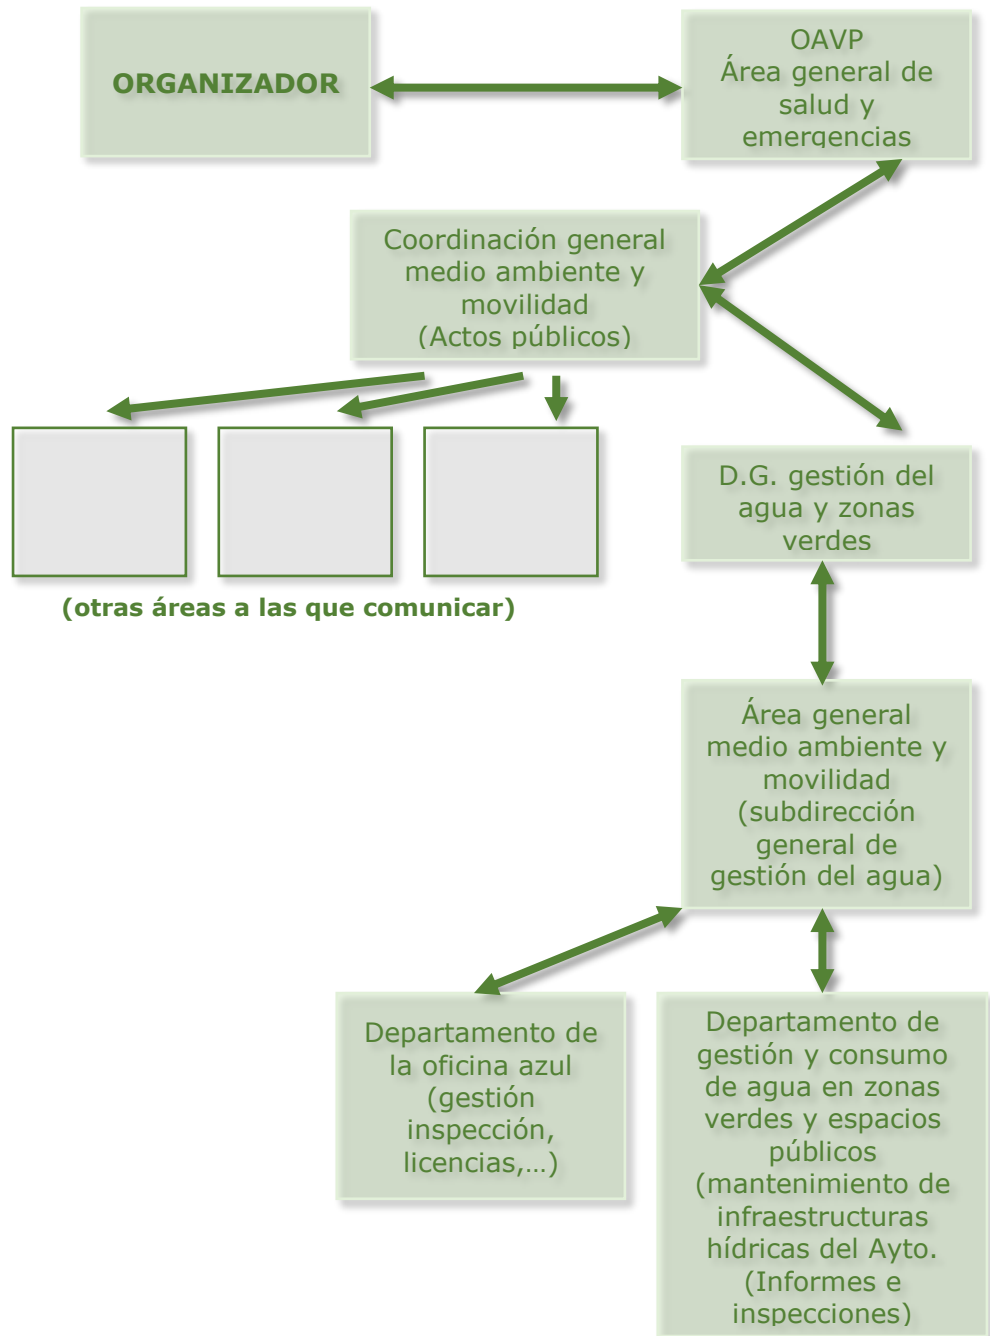 ORGANIZADOR
OAVP
Área general de
salud y
emergencias
Coordinación general
medio ambiente y
movilidad
(Actos públicos)
(otras áreas a las que comunicar)
D.G. gestión del
agua y zonas
verdes
Área general
medio ambiente y
movilidad
(subdirección
general de
gestión del agua)
Departamento de
la oficina azul
(gestión
inspección,
licencias,…)
Departamento de
gestión y consumo
de agua en zonas
verdes y espacios
públicos
(mantenimiento de
infraestructuras
hídricas del Ayto.
(Informes e
inspecciones)